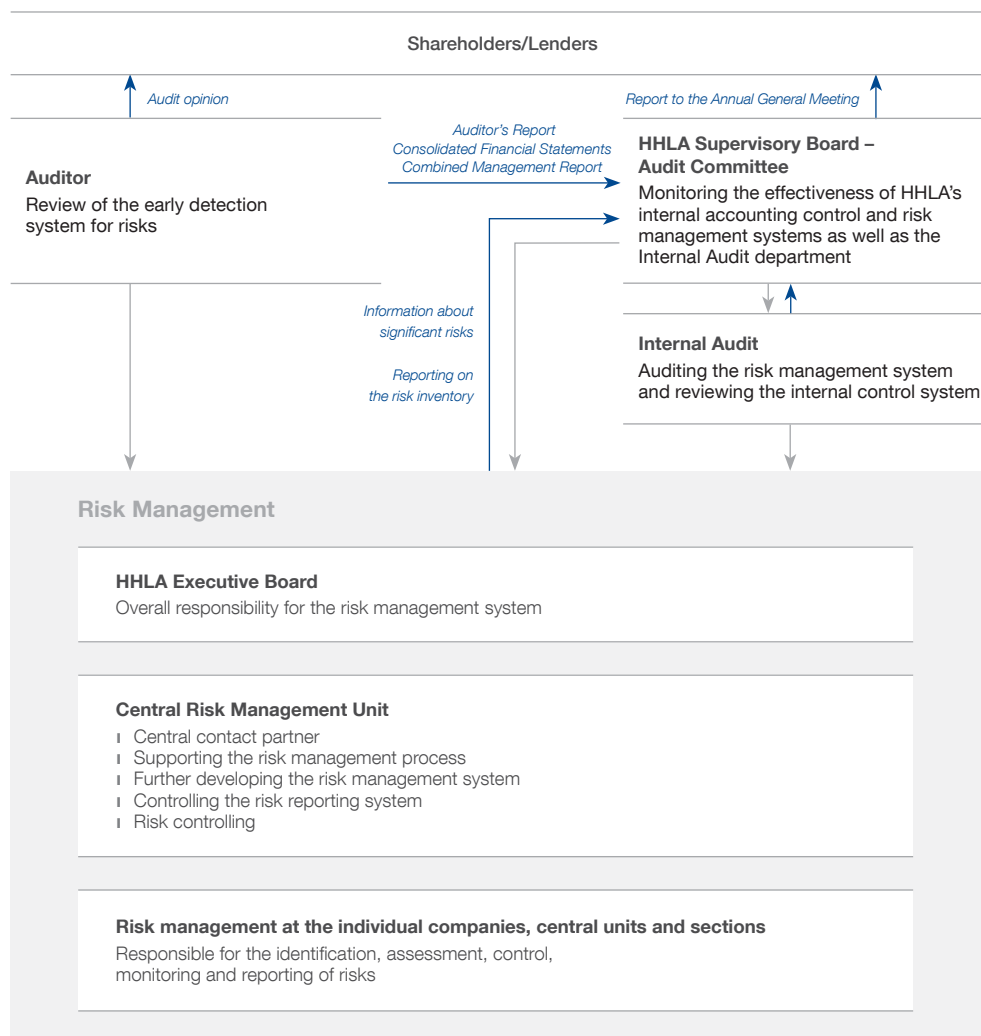 Shareholders/Lenders
Audit opinion
Report to the Annual General Meeting
Auditor
Review of the early detection
system for risks
Auditor’s Report
Consolidated Financial Statements
Combined Management Report
HHLA Supervisory Board –
Audit Committee
Monitoring the effectiveness of HHLA’s
internal accounting control and risk
management systems as well as the
Internal Audit department
Information about
significant risks
Reporting on
the risk inventory
Internal Audit
Auditing the risk management system
and reviewing the internal control system
Risk Management
HHLA Executive Board
Overall responsibility for the risk management system
Central Risk Management Unit
Central contact partner
Supporting the risk management process
Further developing the risk management system
Controlling the risk reporting system
Risk controlling
Risk management at the individual companies, central units and sections
Responsible for the identification, assessment, control,
monitoring and reporting of risks